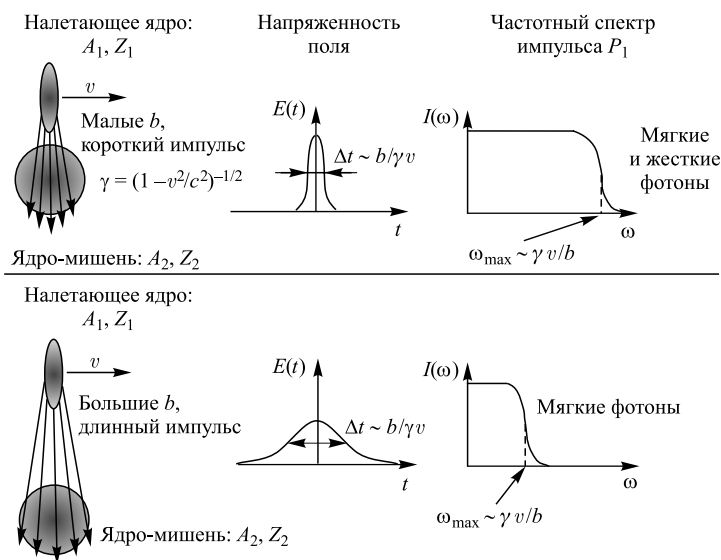 Налетающее ядро:
A₁, Z₁
v
Малые b,
короткий импульс
γ = (1 – v²/c²)⁻¹/²
Ядро-мишень: A₂, Z₂
Напряженность
поля
E(t)
Δt ~ b/γv
t
Частотный спектр
импульса P₁
I(ω)
Мягкие
и жесткие
фотоны
ω
ωmax ~ γv/b
Налетающее ядро:
A₁, Z₁
v
Большие b,
длинный импульс
Ядро-мишень: A₂, Z₂
E(t)
Δt ~ b/γv
t
I(ω)
Мягкие фотоны
ω
ωmax ~ γv/b